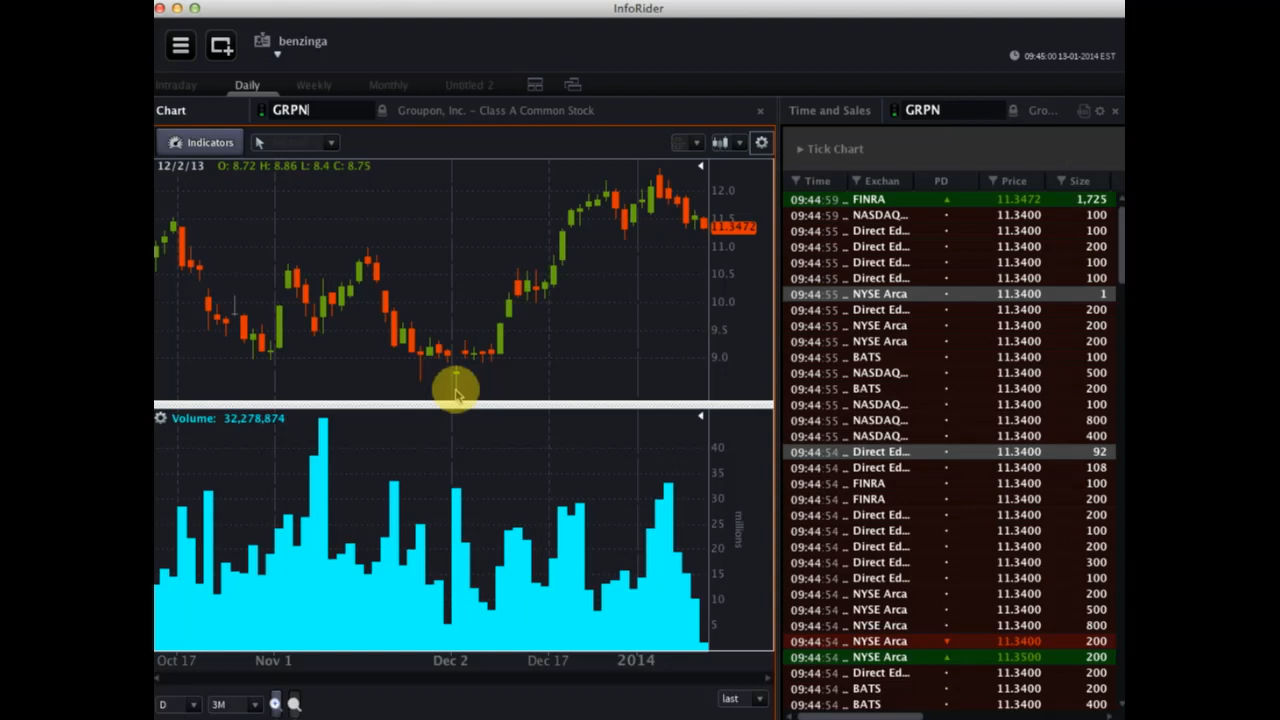 InfoRider
benzinga
09:45:00 13-01-2014 EST
Intraday Daily Weekly Monthly Untitled 2
Chart GRPN Groupon, Inc. – Class A Common Stock
Time and Sales GRPN Gro...
Indicators
Tick Chart
12/2/13 O: 8.72 H: 8.86 L: 8.4 C: 8.75
12.0
11.5
11.3472
11.0
10.5
10.0
9.5
9.0
Volume: 32,278,874
40
35
30
25
20
15
10
5
millions
Oct 17 Nov 1 Dec 2 Dec 17 2014
D 3M last
Time Exchan PD Price Size
09:44:59 FINRA 11.3472 1,725
09:44:59 NASDAQ... 11.3400 100
09:44:55 Direct Ed... 11.3400 100
09:44:55 Direct Ed... 11.3400 200
09:44:55 Direct Ed... 11.3400 100
09:44:55 Direct Ed... 11.3400 100
09:44:55 NYSE Arca 11.3400 1
09:44:55 Direct Ed... 11.3400 200
09:44:55 NYSE Arca 11.3400 200
09:44:55 NYSE Arca 11.3400 200
09:44:55 BATS 11.3400 100
09:44:55 NASDAQ... 11.3400 500
09:44:55 BATS 11.3400 200
09:44:55 NASDAQ... 11.3400 100
09:44:55 NASDAQ... 11.3400 800
09:44:55 NASDAQ... 11.3400 400
09:44:54 Direct Ed... 11.3400 92
09:44:54 Direct Ed... 11.3400 108
09:44:54 FINRA 11.3400 100
09:44:54 FINRA 11.3400 200
09:44:54 Direct Ed... 11.3400 200
09:44:54 Direct Ed... 11.3400 100
09:44:54 Direct Ed... 11.3400 200
09:44:54 Direct Ed... 11.3400 300
09:44:54 Direct Ed... 11.3400 100
09:44:54 NYSE Arca 11.3400 200
09:44:54 NYSE Arca 11.3400 500
09:44:54 NYSE Arca 11.3400 800
09:44:54 NYSE Arca 11.3400 200
09:44:54 NYSE Arca 11.3500 200
09:44:54 Direct Ed... 11.3400 200
09:44:54 BATS 11.3400 200
09:44:54 BATS 11.3400 400